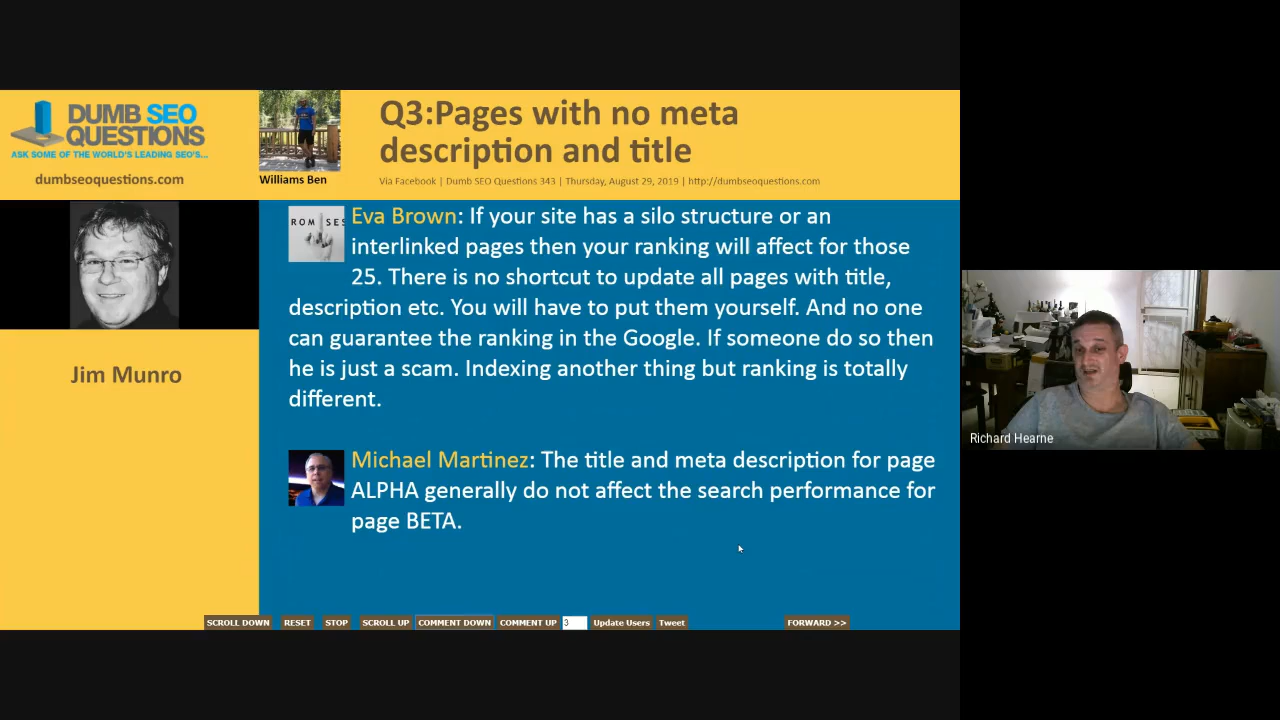 DUMB SEO
QUESTIONS
ASK SOME OF THE WORLD'S LEADING SEO'S...
dumbseoquestions.com
Williams Ben
Q3:Pages with no meta
description and title
Via Facebook | Dumb SEO Questions 343 | Thursday, August 29, 2019 | http://dumbseoquestions.com
Jim Munro
ROM SES
Eva Brown: If your site has a silo structure or an
interlinked pages then your ranking will affect for those
25. There is no shortcut to update all pages with title,
description etc. You will have to put them yourself. And no one
can guarantee the ranking in the Google. If someone do so then
he is just a scam. Indexing another thing but ranking is totally
different.
Michael Martinez: The title and meta description for page
ALPHA generally do not affect the search performance for
page BETA.
SCROLL DOWN RESET STOP SCROLL UP COMMENT DOWN COMMENT UP 3 Update Users Tweet FORWARD >>
Richard Hearne